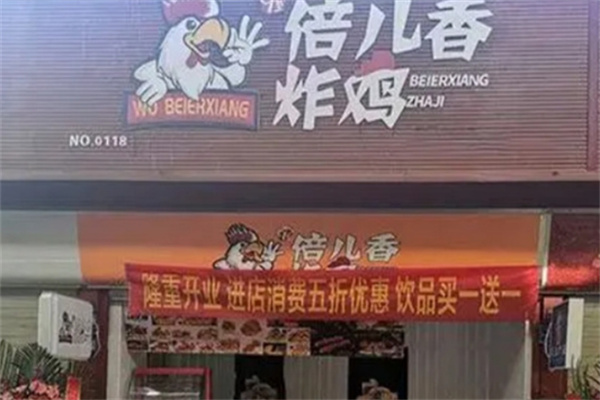 倍儿香
BEIERXIANG
炸鸡
ZHAJI
WU BEIERXIANG
NO.0118
倍儿香
隆重开业 进店消费五折优惠 饮品买一送一